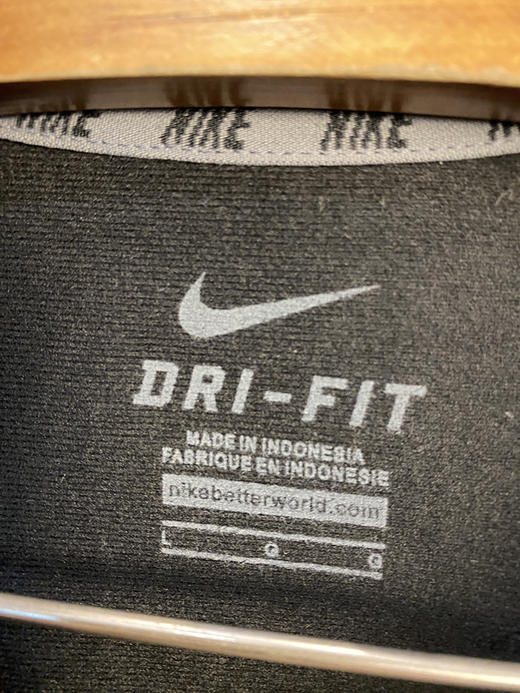 NIKE NIKE NIKE
DRI-FIT
MADE IN INDONESIA
FABRIQUE EN INDONESIE
nikebetterworld.com
L G G